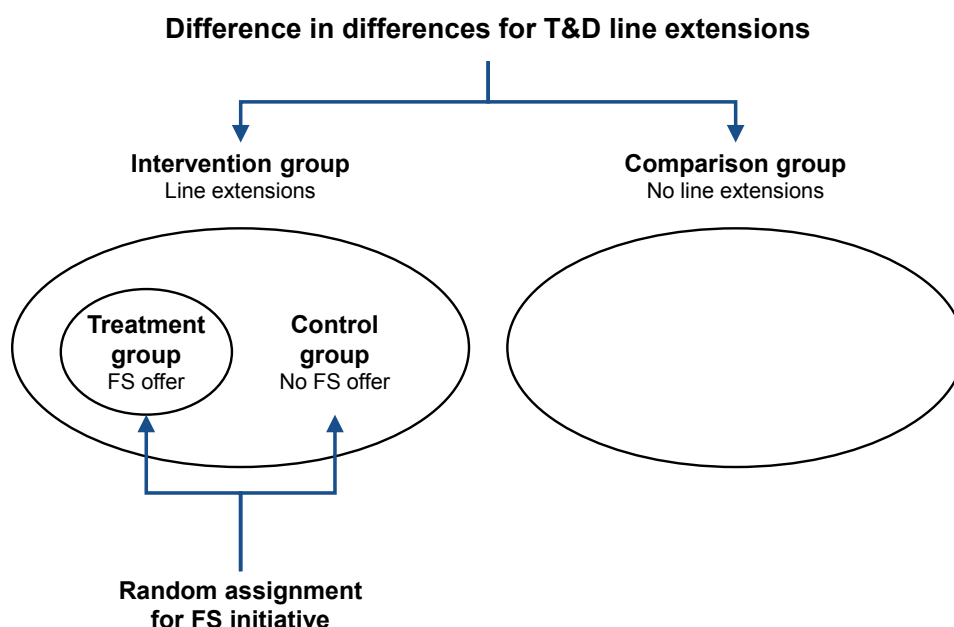 Difference in differences for T&D line extensions
Intervention group
Line extensions
Comparison group
No line extensions
Treatment
group
FS offer
Control
group
No FS offer
Random assignment
for FS initiative